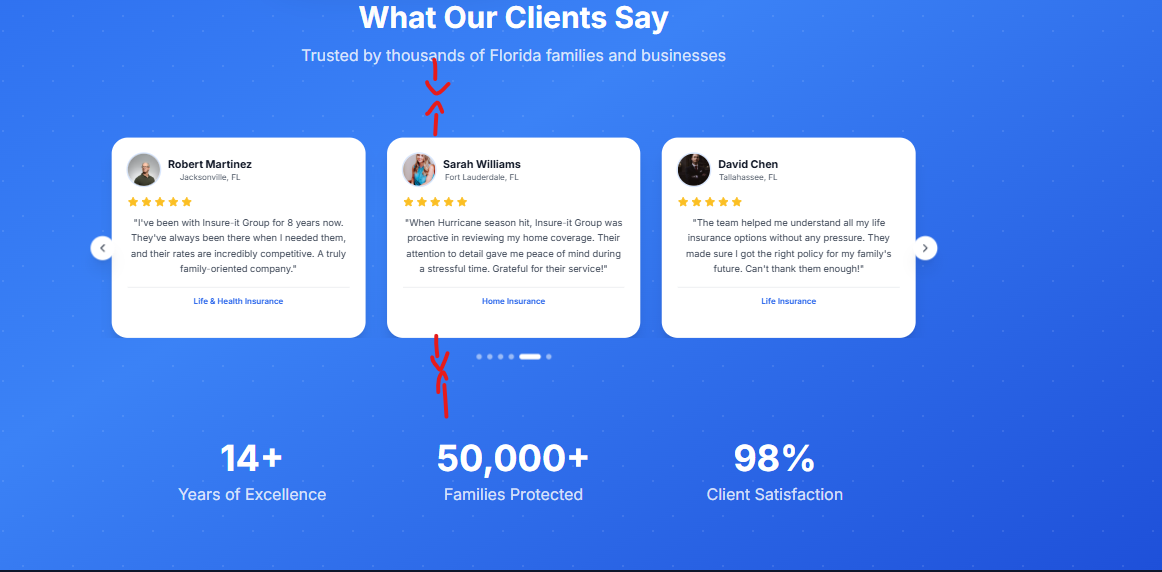 What Our Clients Say
Trusted by thousands of Florida families and businesses
Robert Martinez
Jacksonville, FL
"I've been with Insure-it Group for 8 years now.
They've always been there when I needed them,
and their rates are incredibly competitive. A truly
family-oriented company."
Life & Health Insurance
Sarah Williams
Fort Lauderdale, FL
"When Hurricane season hit, Insure-it Group was
proactive in reviewing my home coverage. Their
attention to detail gave me peace of mind during
a stressful time. Grateful for their service!"
Home Insurance
David Chen
Tallahassee, FL
"The team helped me understand all my life
insurance options without any pressure. They
made sure I got the right policy for my family's
future. Can't thank them enough!"
Life Insurance
14+
Years of Excellence
50,000+
Families Protected
98%
Client Satisfaction